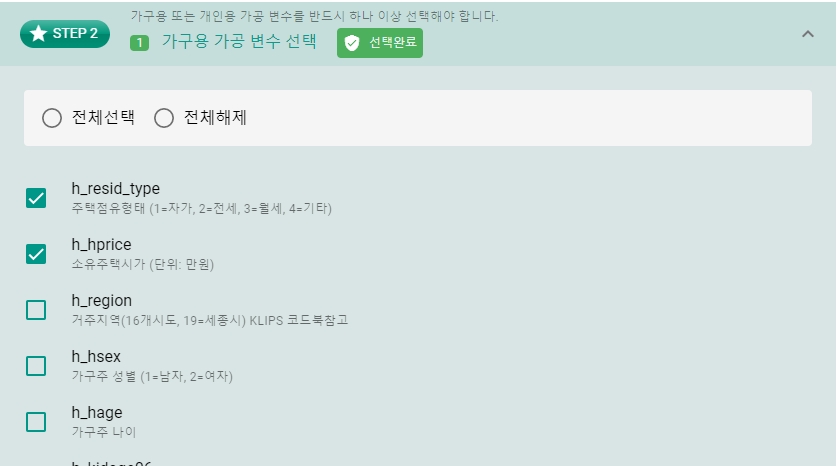 가구용 또는 개인용 가공 변수를 반드시 하나 이상 선택해야 합니다.
STEP 2
1 가구용 가공 변수 선택 선택완료
전체선택 전체해제
h_resid_type
주택점유형태 (1=자가, 2=전세, 3=월세, 4=기타)
h_hprice
소유주택시가 (단위: 만원)
h_region
거주지역(16개시도, 19=세종시) KLIPS 코드북참고
h_hsex
가구주 성별 (1=남자, 2=여자)
h_hage
가구주 나이